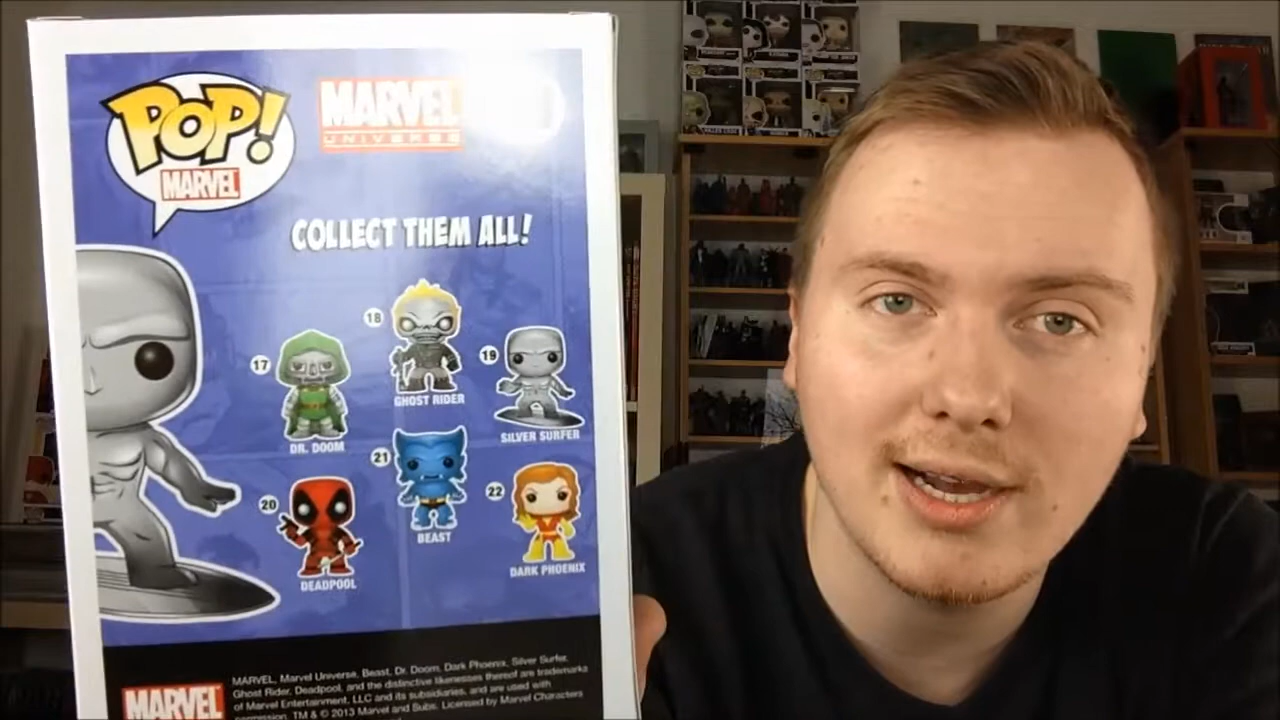 POP!
MARVEL
MARVEL
UNIVERSE
COLLECT THEM ALL!
17
DR. DOOM
18
GHOST RIDER
19
SILVER SURFER
20
DEADPOOL
21
BEAST
22
DARK PHOENIX
MARVEL
MARVEL, Marvel Universe, Beast, Dr. Doom, Dark Phoenix, Silver Surfer,
Ghost Rider, Deadpool, and the distinctive likenesses thereof are trademarks
of Marvel Entertainment, LLC and its subsidiaries, and are used with
permission. TM & © 2013 Marvel and Subs. Licensed by Marvel Characters